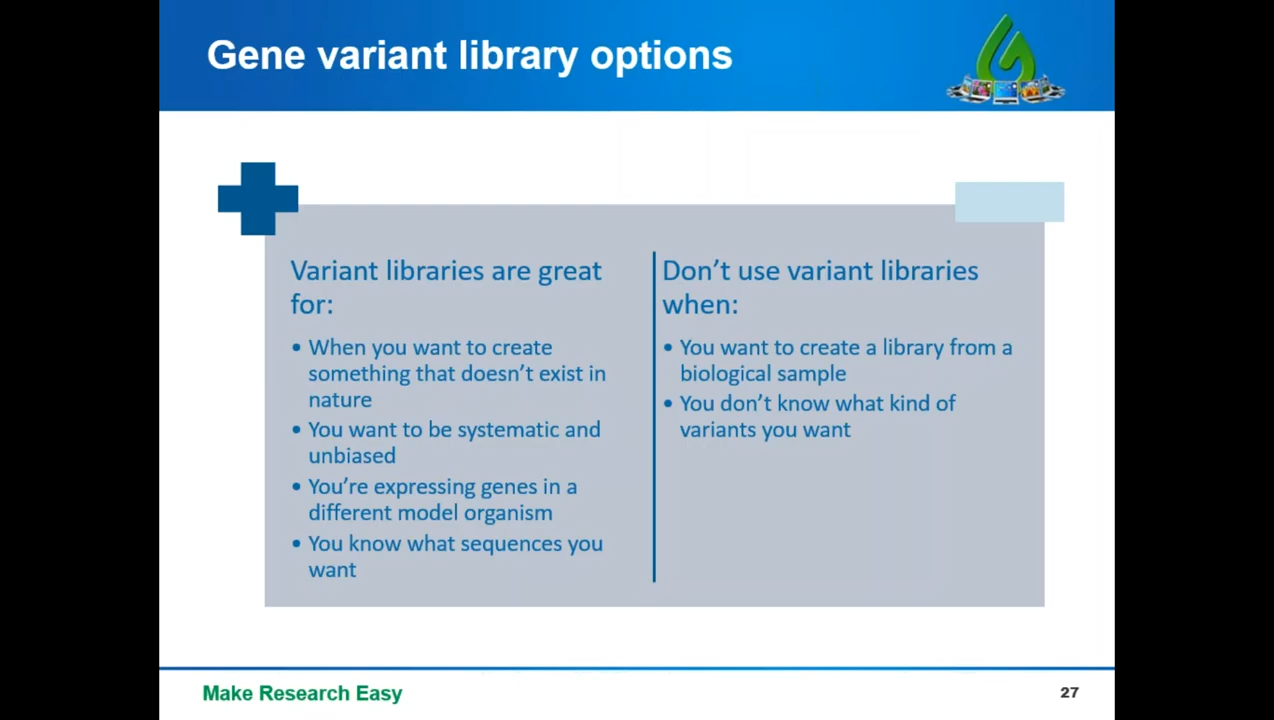 Gene variant library options
Variant libraries are great
for:
• When you want to create
something that doesn't exist in
nature
• You want to be systematic and
unbiased
• You're expressing genes in a
different model organism
• You know what sequences you
want
Don't use variant libraries
when:
• You want to create a library from a
biological sample
• You don't know what kind of
variants you want
Make Research Easy
27